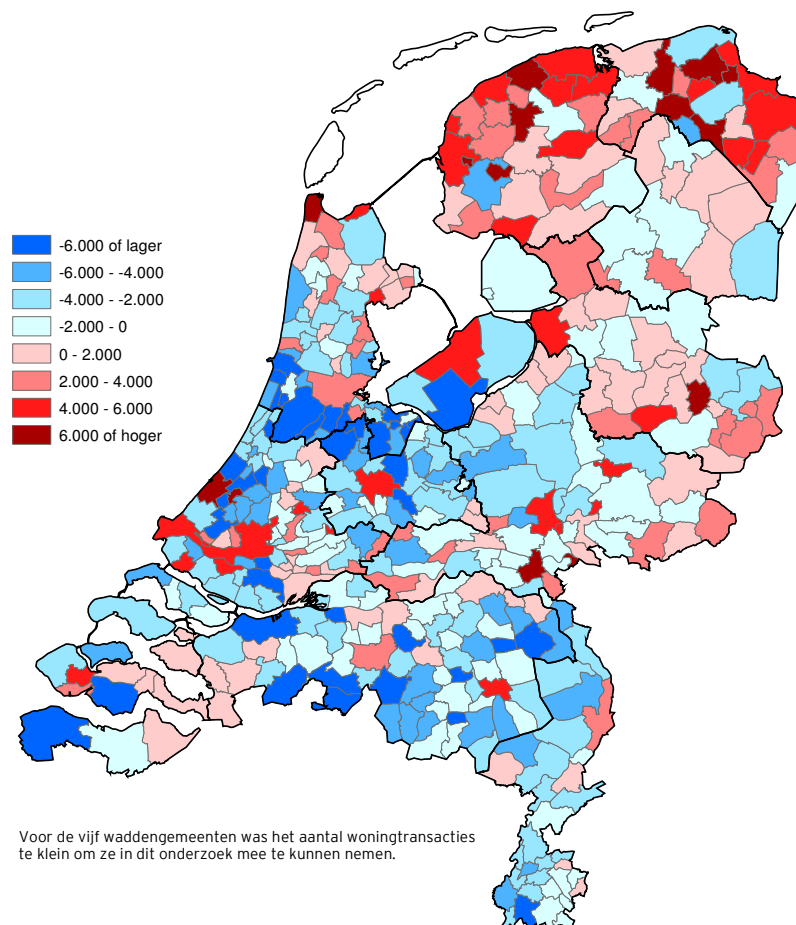 -6.000 of lager
-6.000 - -4.000
-4.000 - -2.000
-2.000 - 0
0 - 2.000
2.000 - 4.000
4.000 - 6.000
6.000 of hoger
Voor de vijf waddengemeenten was het aantal woningtransacties
te klein om ze in dit onderzoek mee te kunnen nemen.